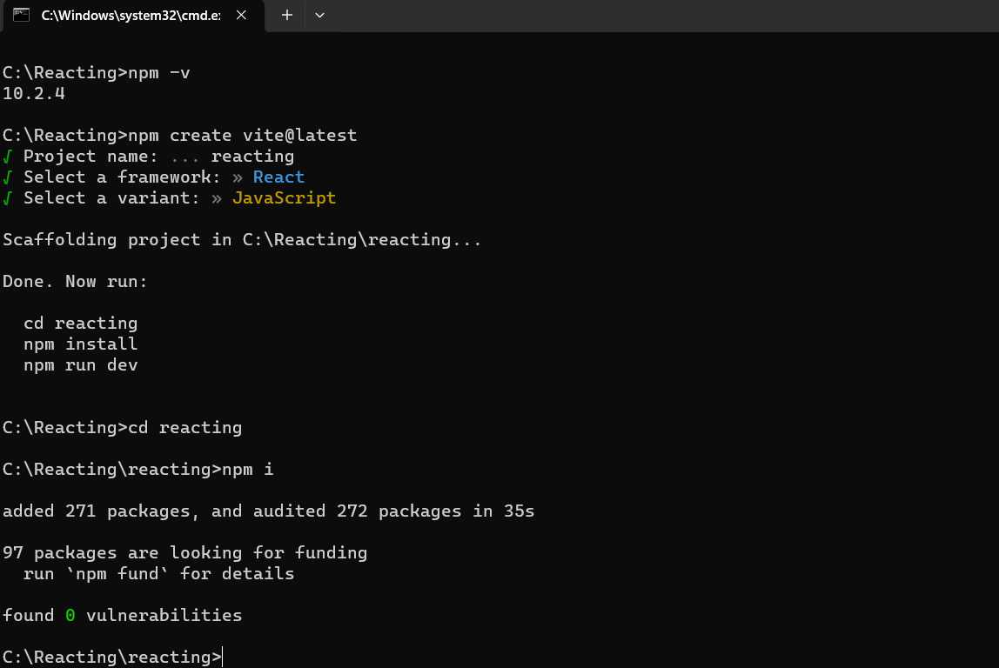 C:\Windows\system32\cmd.e
C:\Reacting>npm -v
10.2.4
C:\Reacting>npm create vite@latest
√ Project name: ... reacting
√ Select a framework: » React
√ Select a variant: » JavaScript
Scaffolding project in C:\Reacting\reacting...
Done. Now run:
cd reacting
npm install
npm run dev
C:\Reacting>cd reacting
C:\Reacting\reacting>npm i
added 271 packages, and audited 272 packages in 35s
97 packages are looking for funding
run `npm fund` for details
found 0 vulnerabilities
C:\Reacting\reacting>